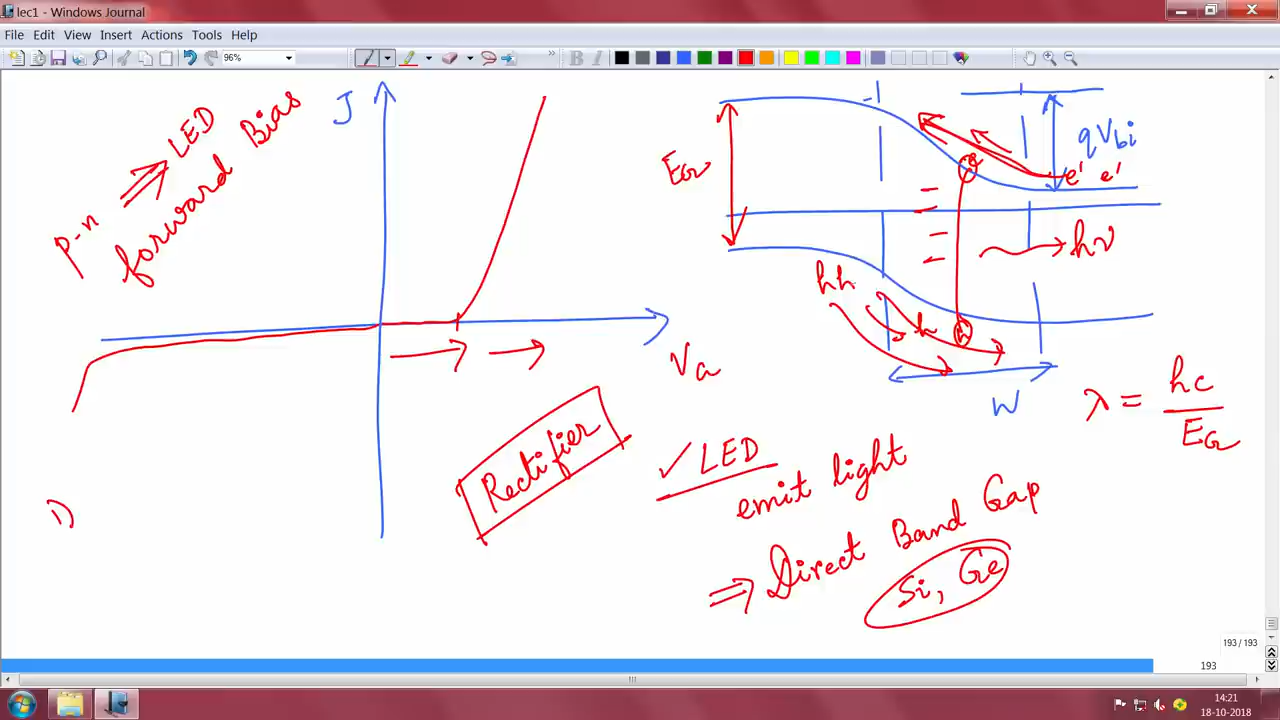 lec1 - Windows Journal
File Edit View Insert Actions Tools Help
96%
B I
p-n ⇒ LED
forward Bias
J
Va
Rectifier
EG
qVbi
e' e'
e
hν
hh
h
h
W
λ = hc / EG
✓ LED
emit light
⇒ Direct Band Gap
Si, Ge
1)
193 / 193
193
14:21
18-10-2018